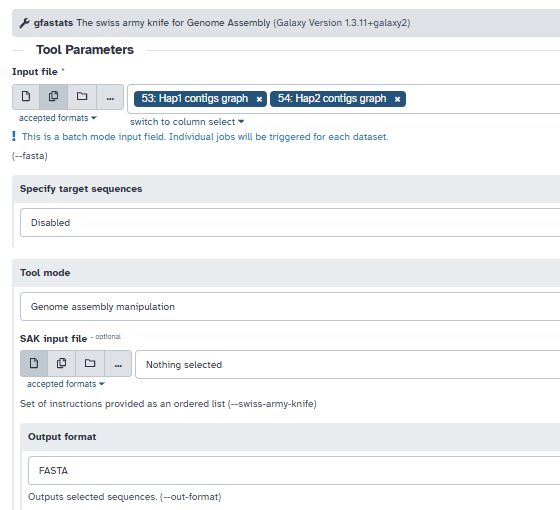 gfastats The swiss army knife for Genome Assembly (Galaxy Version 1.3.11+galaxy2)
Tool Parameters
Input file *
...
53: Hap1 contigs graph × 54: Hap2 contigs graph ×
accepted formats
switch to column select
! This is a batch mode input field. Individual jobs will be triggered for each dataset.
(--fasta)
Specify target sequences
Disabled
Tool mode
Genome assembly manipulation
SAK input file - optional
...
Nothing selected
accepted formats
Set of instructions provided as an ordered list (--swiss-army-knife)
Output format
FASTA
Outputs selected sequences. (--out-format)